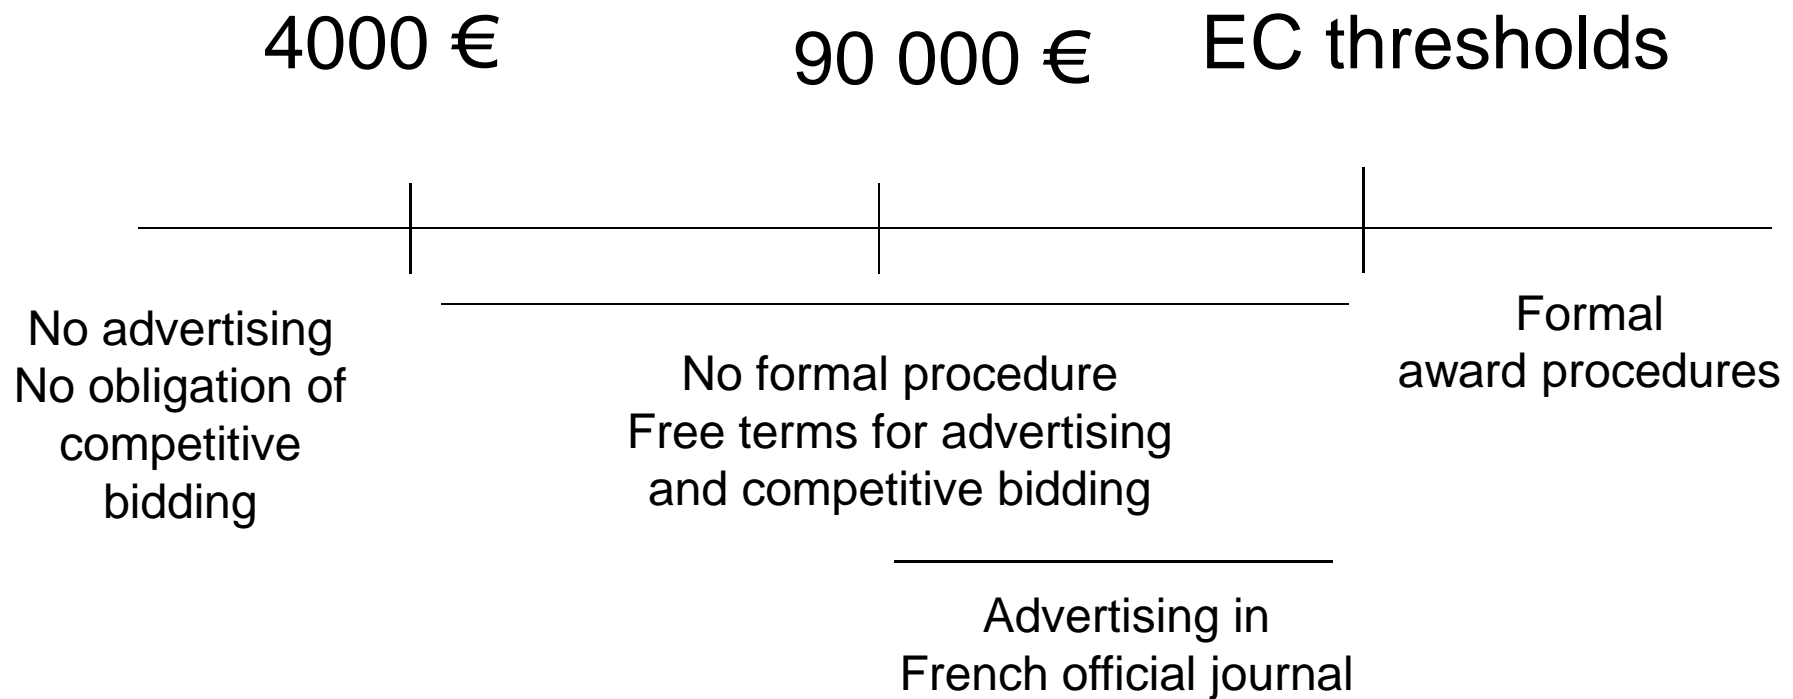 4000 €
90 000 €
EC thresholds
No advertising
No obligation of
competitive
bidding
No formal procedure
Free terms for advertising
and competitive bidding
Formal
award procedures
Advertising in
French official journal